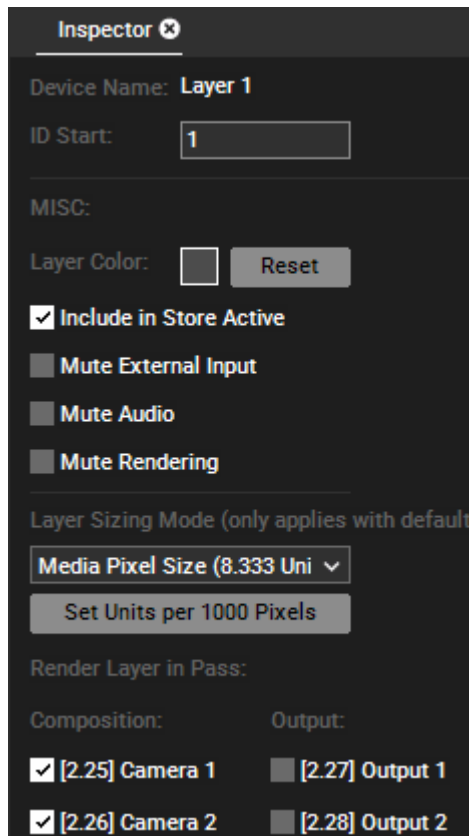 Inspector
Device Name: Layer 1
ID Start: 1
MISC:
Layer Color: Reset
Include in Store Active
Mute External Input
Mute Audio
Mute Rendering
Layer Sizing Mode (only applies with default
Media Pixel Size (8.333 Uni
Set Units per 1000 Pixels
Render Layer in Pass:
Composition: Output:
[2.25] Camera 1 [2.27] Output 1
[2.26] Camera 2 [2.28] Output 2